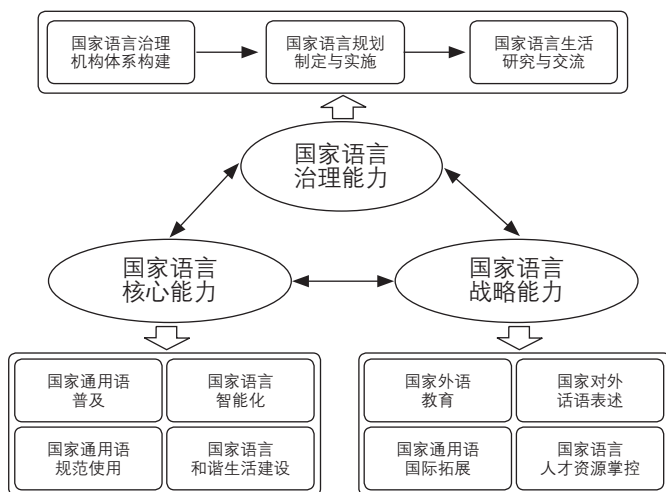 国家语言治理
机构体系构建
国家语言规划
制定与实施
国家语言生活
研究与交流
国家语言
治理能力
国家语言
核心能力
国家语言
战略能力
国家通用语
普及
国家语言
智能化
国家通用语
规范使用
国家语言
和谐生活建设
国家外语
教育
国家对外
话语表述
国家通用语
国际拓展
国家语言
人才资源掌控